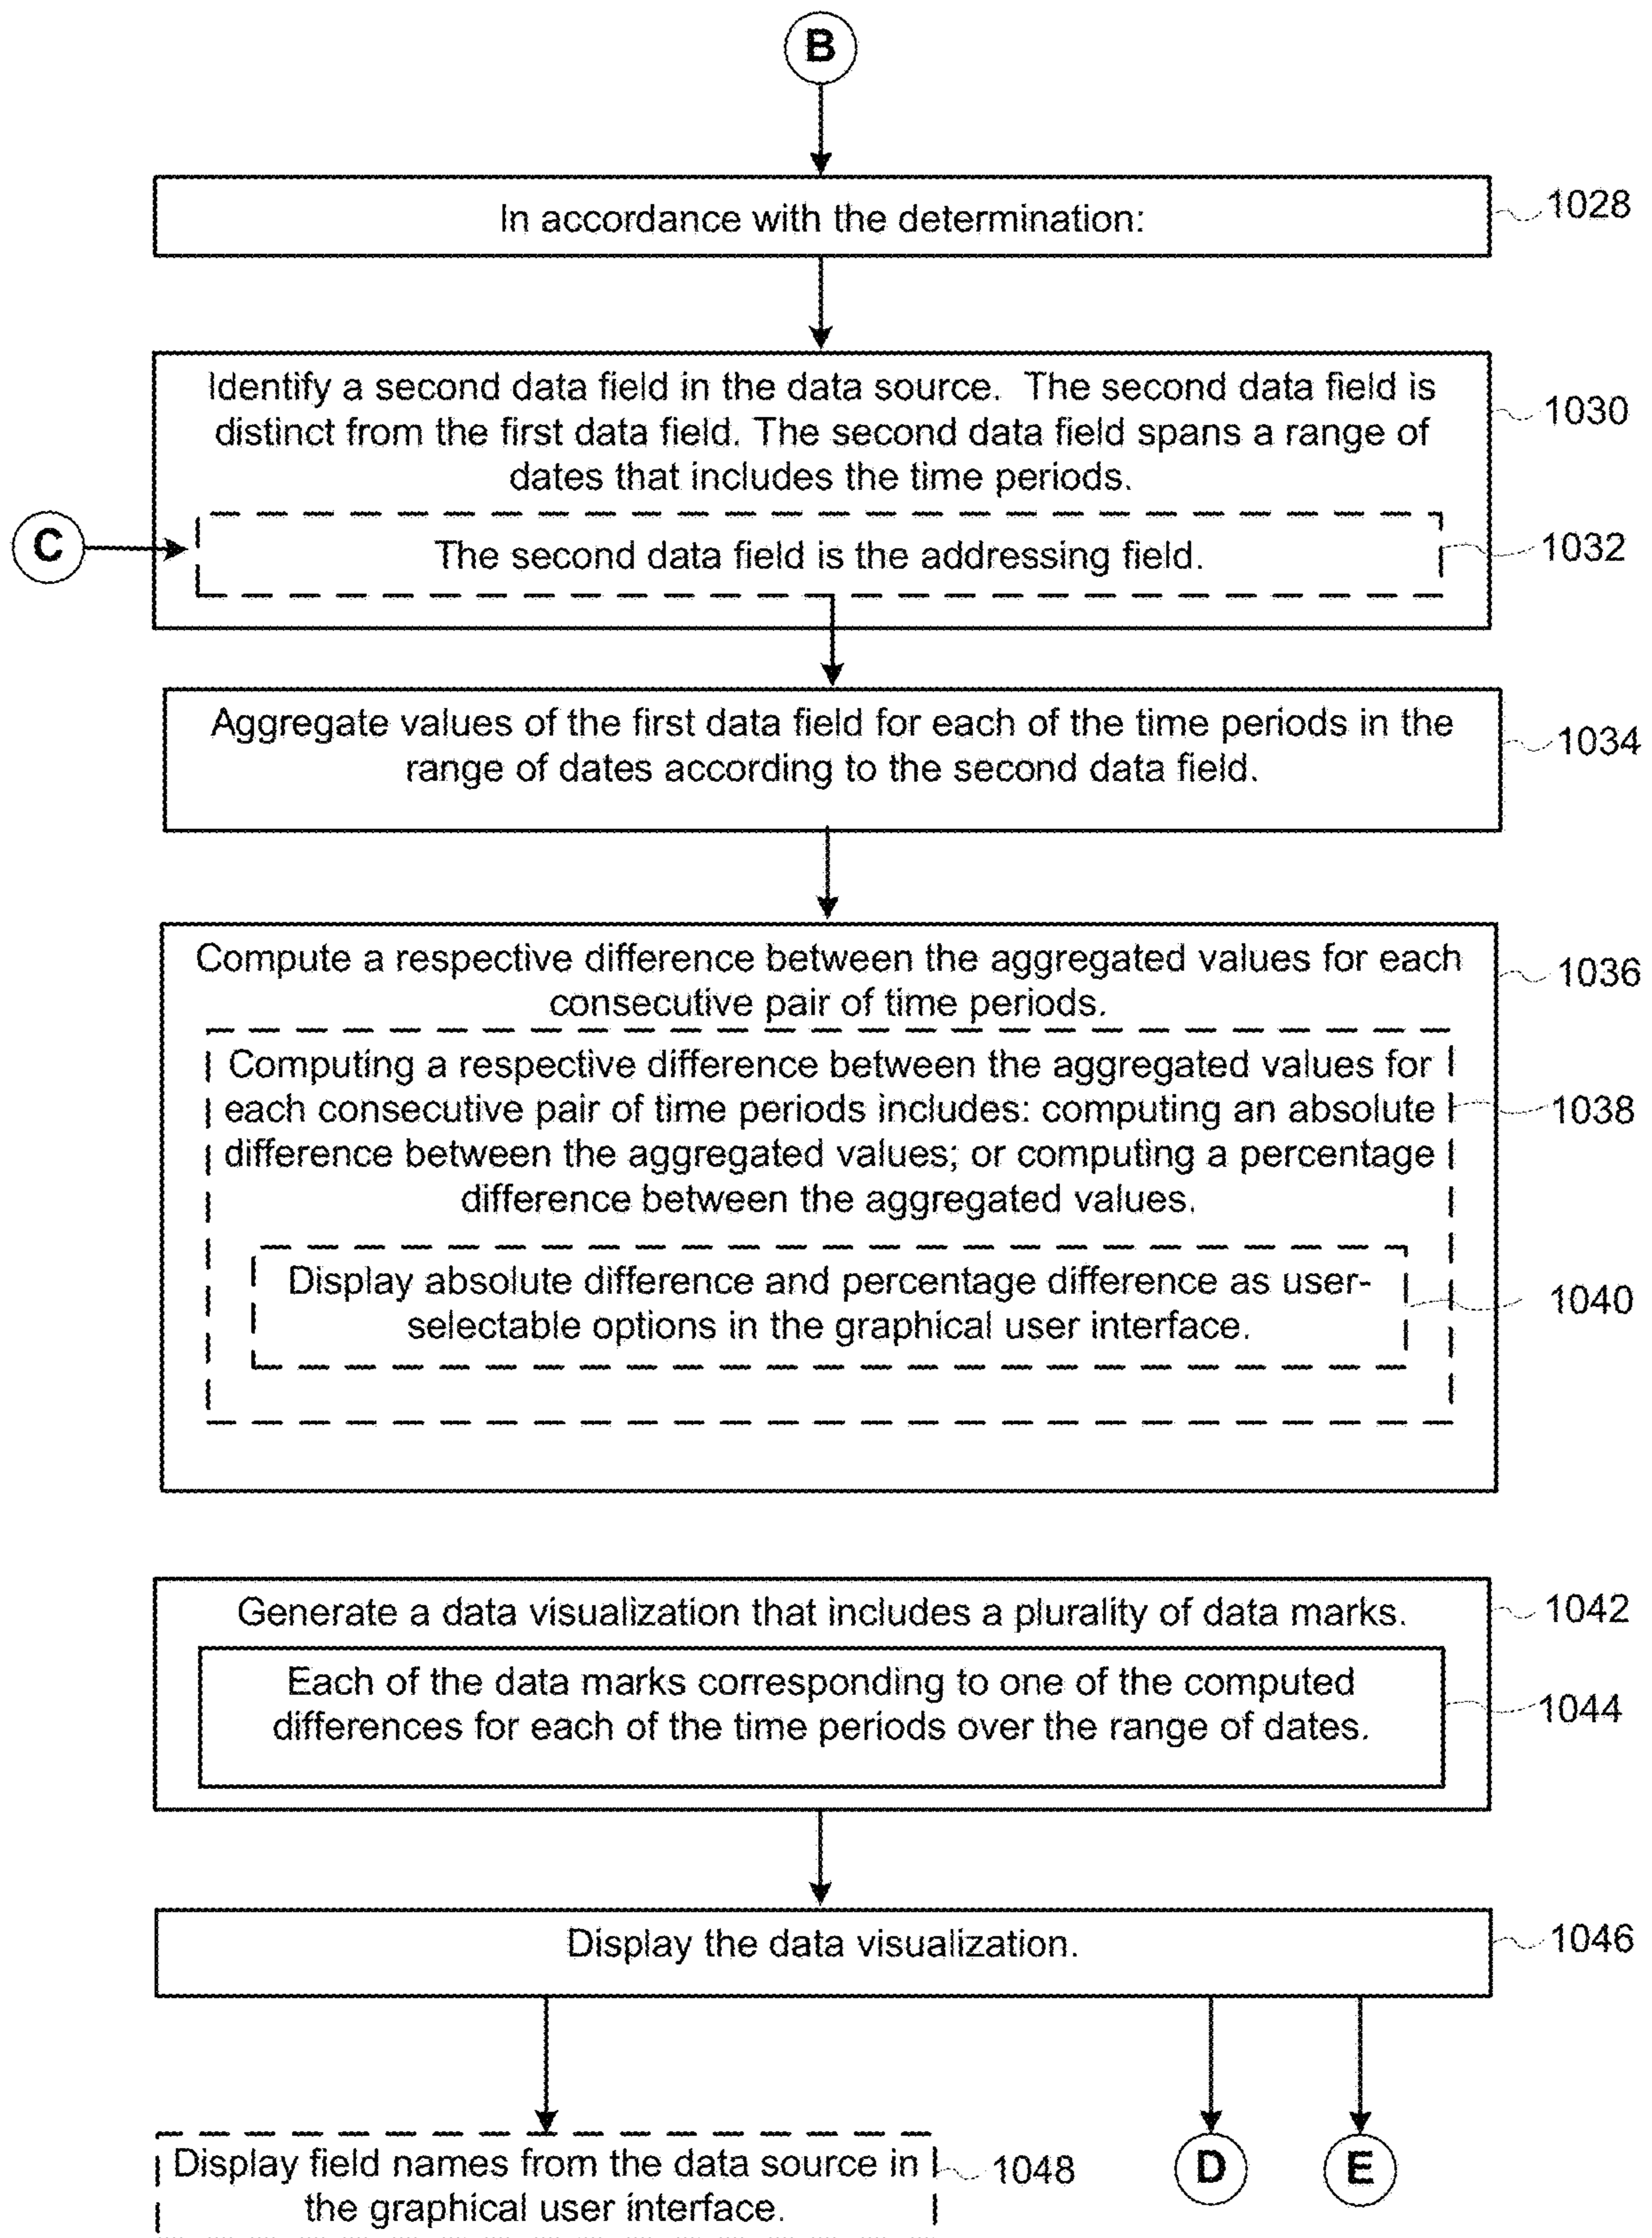 B
In accordance with the determination:
1028
Identify a second data field in the data source. The second data field is
distinct from the first data field. The second data field spans a range of
dates that includes the time periods.
1030
C
The second data field is the addressing field.
1032
Aggregate values of the first data field for each of the time periods in the
range of dates according to the second data field.
1034
Compute a respective difference between the aggregated values for each
consecutive pair of time periods.
1036
Computing a respective difference between the aggregated values for
each consecutive pair of time periods includes: computing an absolute
difference between the aggregated values; or computing a percentage
difference between the aggregated values.
1038
Display absolute difference and percentage difference as user-
selectable options in the graphical user interface.
1040
Generate a data visualization that includes a plurality of data marks.
1042
Each of the data marks corresponding to one of the computed
differences for each of the time periods over the range of dates.
1044
Display the data visualization.
1046
Display field names from the data source in
the graphical user interface.
1048
D
E